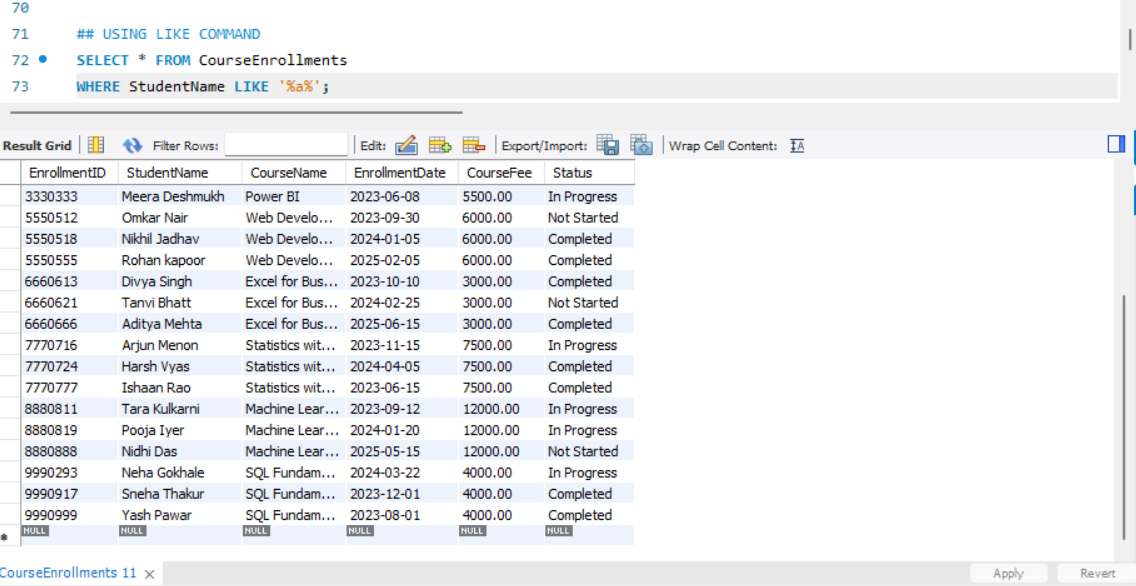 70
71 ## USING LIKE COMMAND
72 SELECT * FROM CourseEnrollments
73 WHERE StudentName LIKE '%a%';
Result Grid Filter Rows: Edit: Export/Import: Wrap Cell Content: IA
EnrollmentID StudentName CourseName EnrollmentDate CourseFee Status
3330333 Meera Deshmukh Power BI 2023-06-08 5500.00 In Progress
5550512 Omkar Nair Web Develo... 2023-09-30 6000.00 Not Started
5550518 Nikhil Jadhav Web Develo... 2024-01-05 6000.00 Completed
5550555 Rohan kapoor Web Develo... 2025-02-05 6000.00 Completed
6660613 Divya Singh Excel for Bus... 2023-10-10 3000.00 Completed
6660621 Tanvi Bhatt Excel for Bus... 2024-02-25 3000.00 Not Started
6660666 Aditya Mehta Excel for Bus... 2025-06-15 3000.00 Completed
7770716 Arjun Menon Statistics wit... 2023-11-15 7500.00 In Progress
7770724 Harsh Vyas Statistics wit... 2024-04-05 7500.00 Completed
7770777 Ishaan Rao Statistics wit... 2023-06-15 7500.00 Completed
8880811 Tara Kulkarni Machine Lear... 2023-09-12 12000.00 In Progress
8880819 Pooja Iyer Machine Lear... 2024-01-20 12000.00 In Progress
8880888 Nidhi Das Machine Lear... 2025-05-15 12000.00 Not Started
9990293 Neha Gokhale SQL Fundam... 2024-03-22 4000.00 In Progress
9990917 Sneha Thakur SQL Fundam... 2023-12-01 4000.00 Completed
9990999 Yash Pawar SQL Fundam... 2023-08-01 4000.00 Completed
* NULL NULL NULL NULL NULL NULL
CourseEnrollments 11 × Apply Revert